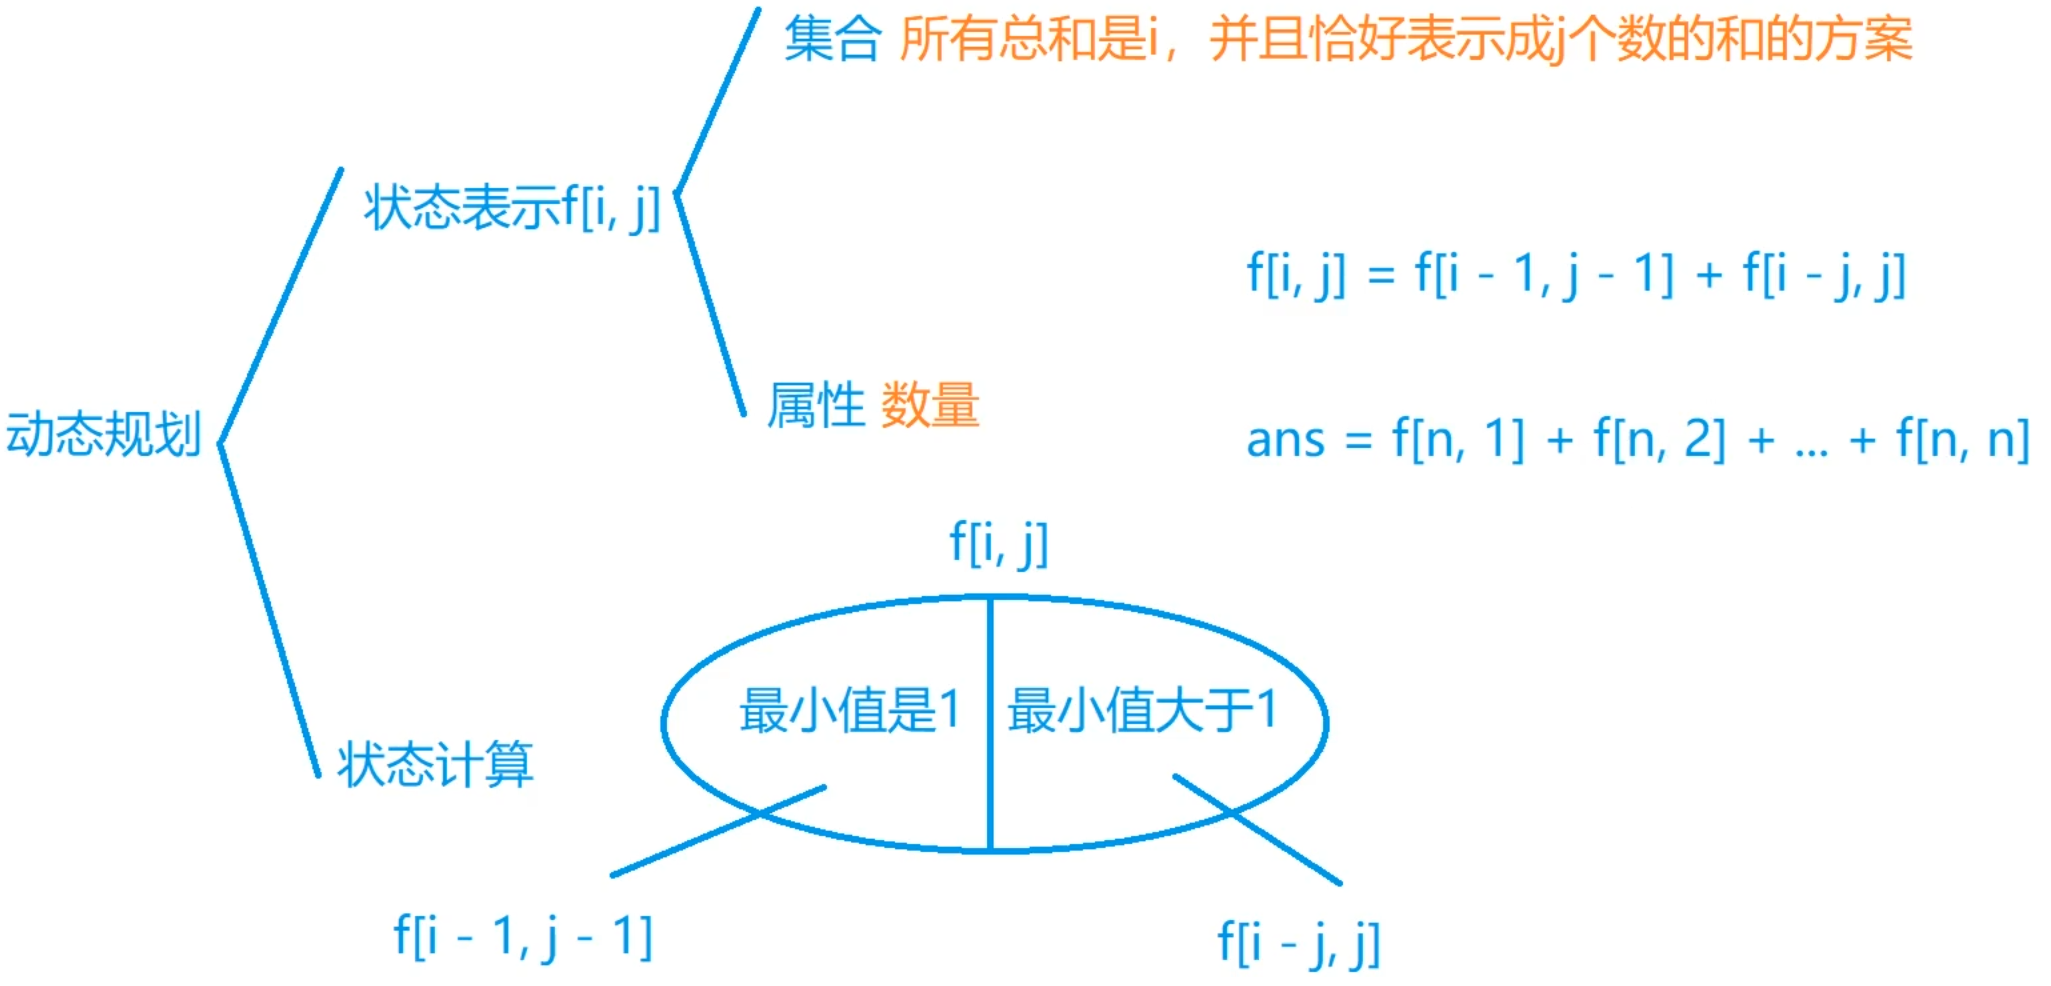 集合 所有总和是i，并且恰好表示成j个数的和的方案
状态表示f[i, j]
f[i, j] = f[i - 1, j - 1] + f[i - j, j]
属性 数量
动态规划
ans = f[n, 1] + f[n, 2] + ... + f[n, n]
f[i, j]
最小值是1
最小值大于1
状态计算
f[i - 1, j - 1]
f[i - j, j]